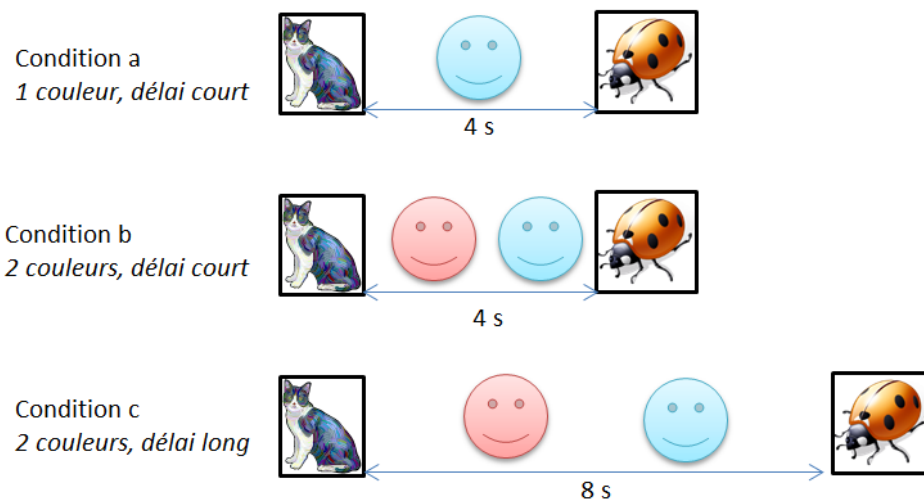 Condition a
1 couleur, délai court
4 s
Condition b
2 couleurs, délai court
4 s
Condition c
2 couleurs, délai long
8 s